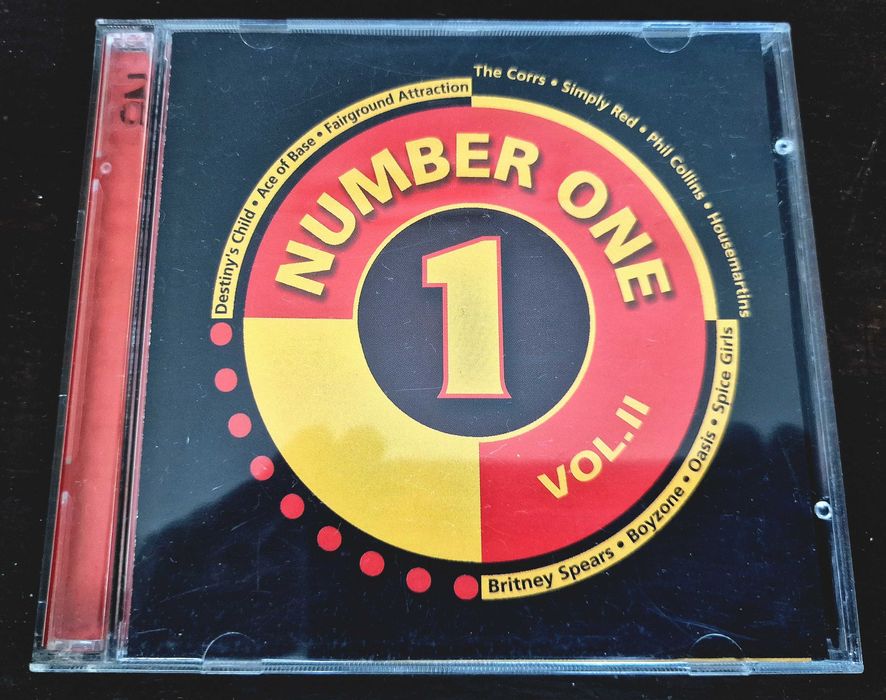 Destiny's Child • Ace of Base • Fairground Attraction
The Corrs • Simply Red • Phil Collins • Housemartins
NUMBER ONE
1
VOL.II
Britney Spears • Boyzone • Oasis • Spice Girls